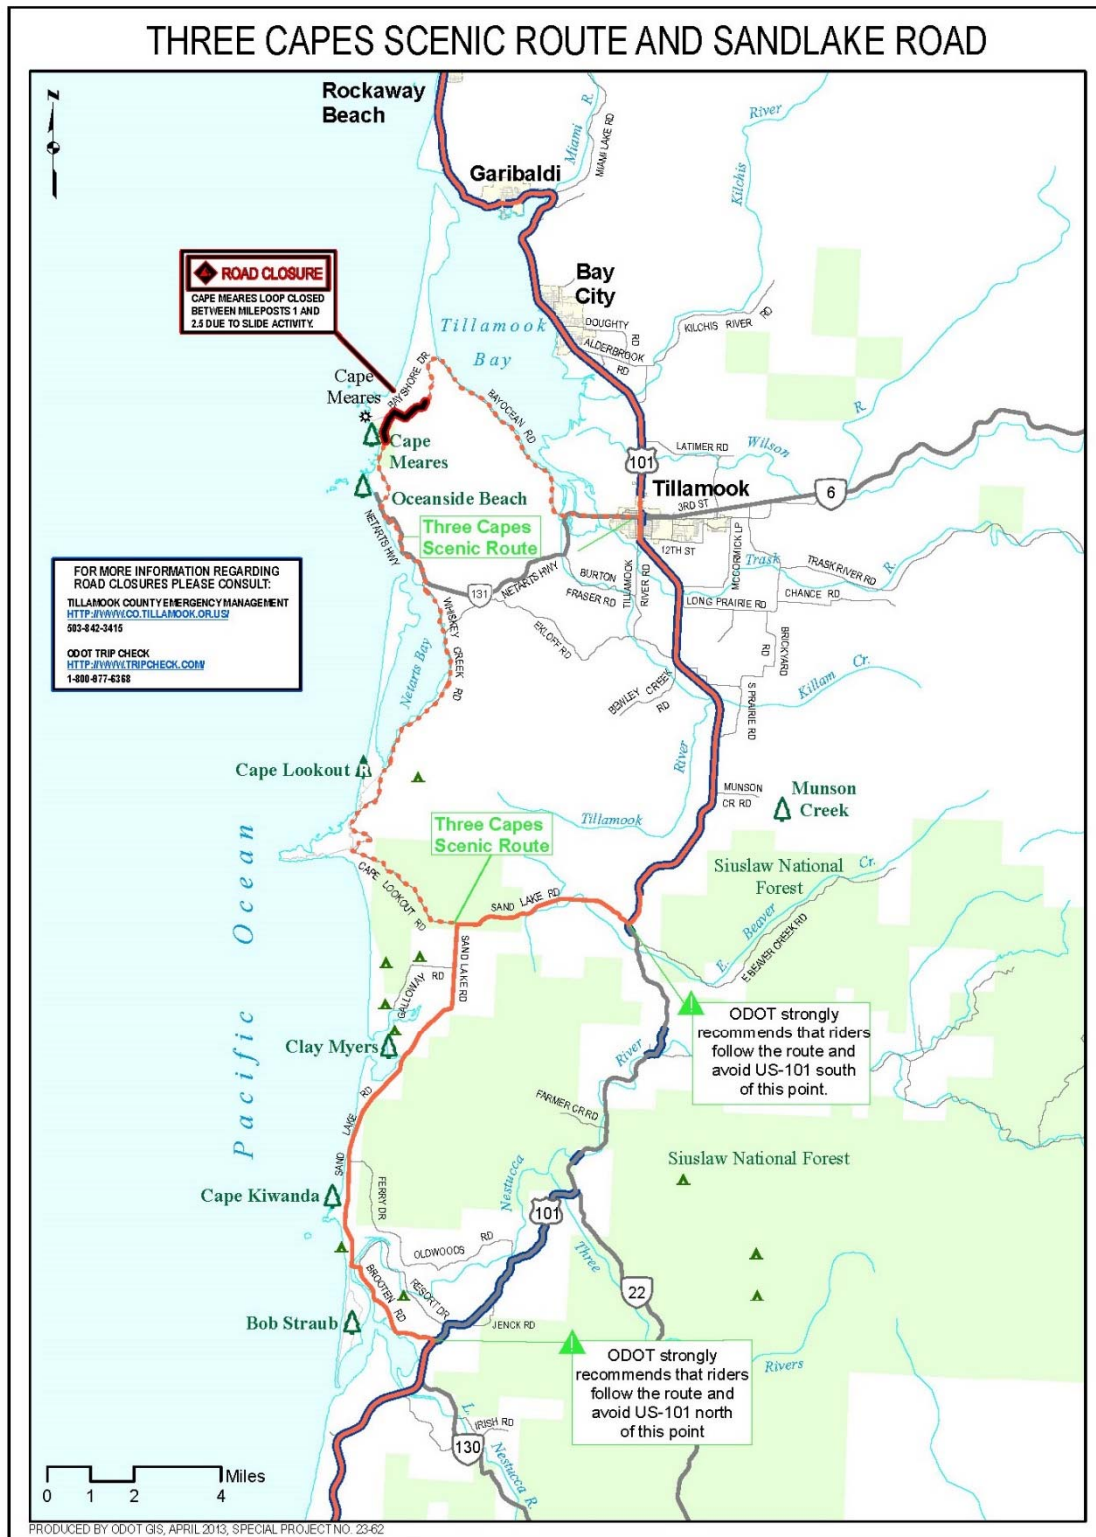 THREE CAPES SCENIC ROUTE AND SANDLAKE ROAD
N
Rockaway
Beach
Garibaldi
Miami R.
MIAMI LAKE RD
Kilchis River
ROAD CLOSURE
CAPE MEARES LOOP CLOSED
BETWEEN MILEPOSTS 1 AND
2.5 DUE TO SLIDE ACTIVITY.
Bay
City
DOUGHTY RD
ALDERBROOK RD
KILCHIS RIVER RD
Tillamook
Bay
Cape
Meares
BAYSHORE DR
BAYOCEAN RD
Cape
Meares
Oceanside Beach
LATIMER RD
Wilson R.
101
Tillamook
3RD ST
6
Three Capes
Scenic Route
NETARTS HWY
12TH ST
MCCORMICK LP
Trask R.
TRASK RIVER RD
FOR MORE INFORMATION REGARDING
ROAD CLOSURES PLEASE CONSULT:
TILLAMOOK COUNTY EMERGENCY MANAGEMENT
HTTP://WWW.CO.TILLAMOOK.OR.US/
503-842-3415
ODOT TRIP CHECK
HTTP://WWW.TRIPCHECK.COM/
1-800-977-6368
131
NETARTS HWY
BURTON
FRASER RD
TILLAMOOK RIVER RD
LONG PRAIRIE RD
CHANCE RD
WHISKEY CREEK RD
EKLOFF RD
BRICKYARD RD
Netarts Bay
BEWLEY CREEK RD
S PRAIRIE RD
Killam Cr.
Cape Lookout
R
River
MUNSON
CR RD
Munson
Creek
Tillamook
Three Capes
Scenic Route
Pacific Ocean
CAPE LOOKOUT RD
SAND LAKE RD
Siuslaw National
Forest
E. Beaver Cr.
E BEAVER CREEK RD
SAND LAKE RD
GALLOWAY RD
ODOT strongly
recommends that riders
follow the route and
avoid US-101 south
of this point.
Clay Myers
River
FARMER CR RD
SAND LAKE RD
Siuslaw National Forest
Nestucca
Cape Kiwanda
FERRY DR
101
OLDWOODS RD
Three
22
BROOTEN RD
RESORT DR
Bob Straub
JENCK RD
Rivers
ODOT strongly
recommends that riders
follow the route and
avoid US-101 north
of this point
IRISH RD
130
L. Nestucca R.
Miles
0 1 2 4
PRODUCED BY ODOT GIS, APRIL 2013, SPECIAL PROJECT NO. 23-62